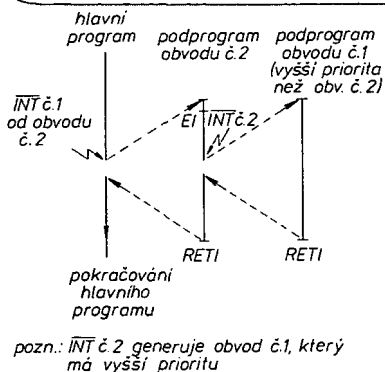 hlavní
program
podprogram
obvodu č.2
podprogram
obvodu č.1
(vyšší priorita
než obv. č.2)
INT č.1
od obvodu
č.2
EI
INT č.2
RETI
RETI
pokračování
hlavního
programu
pozn.: INT č.2 generuje obvod č.1, který
má vyšší prioritu